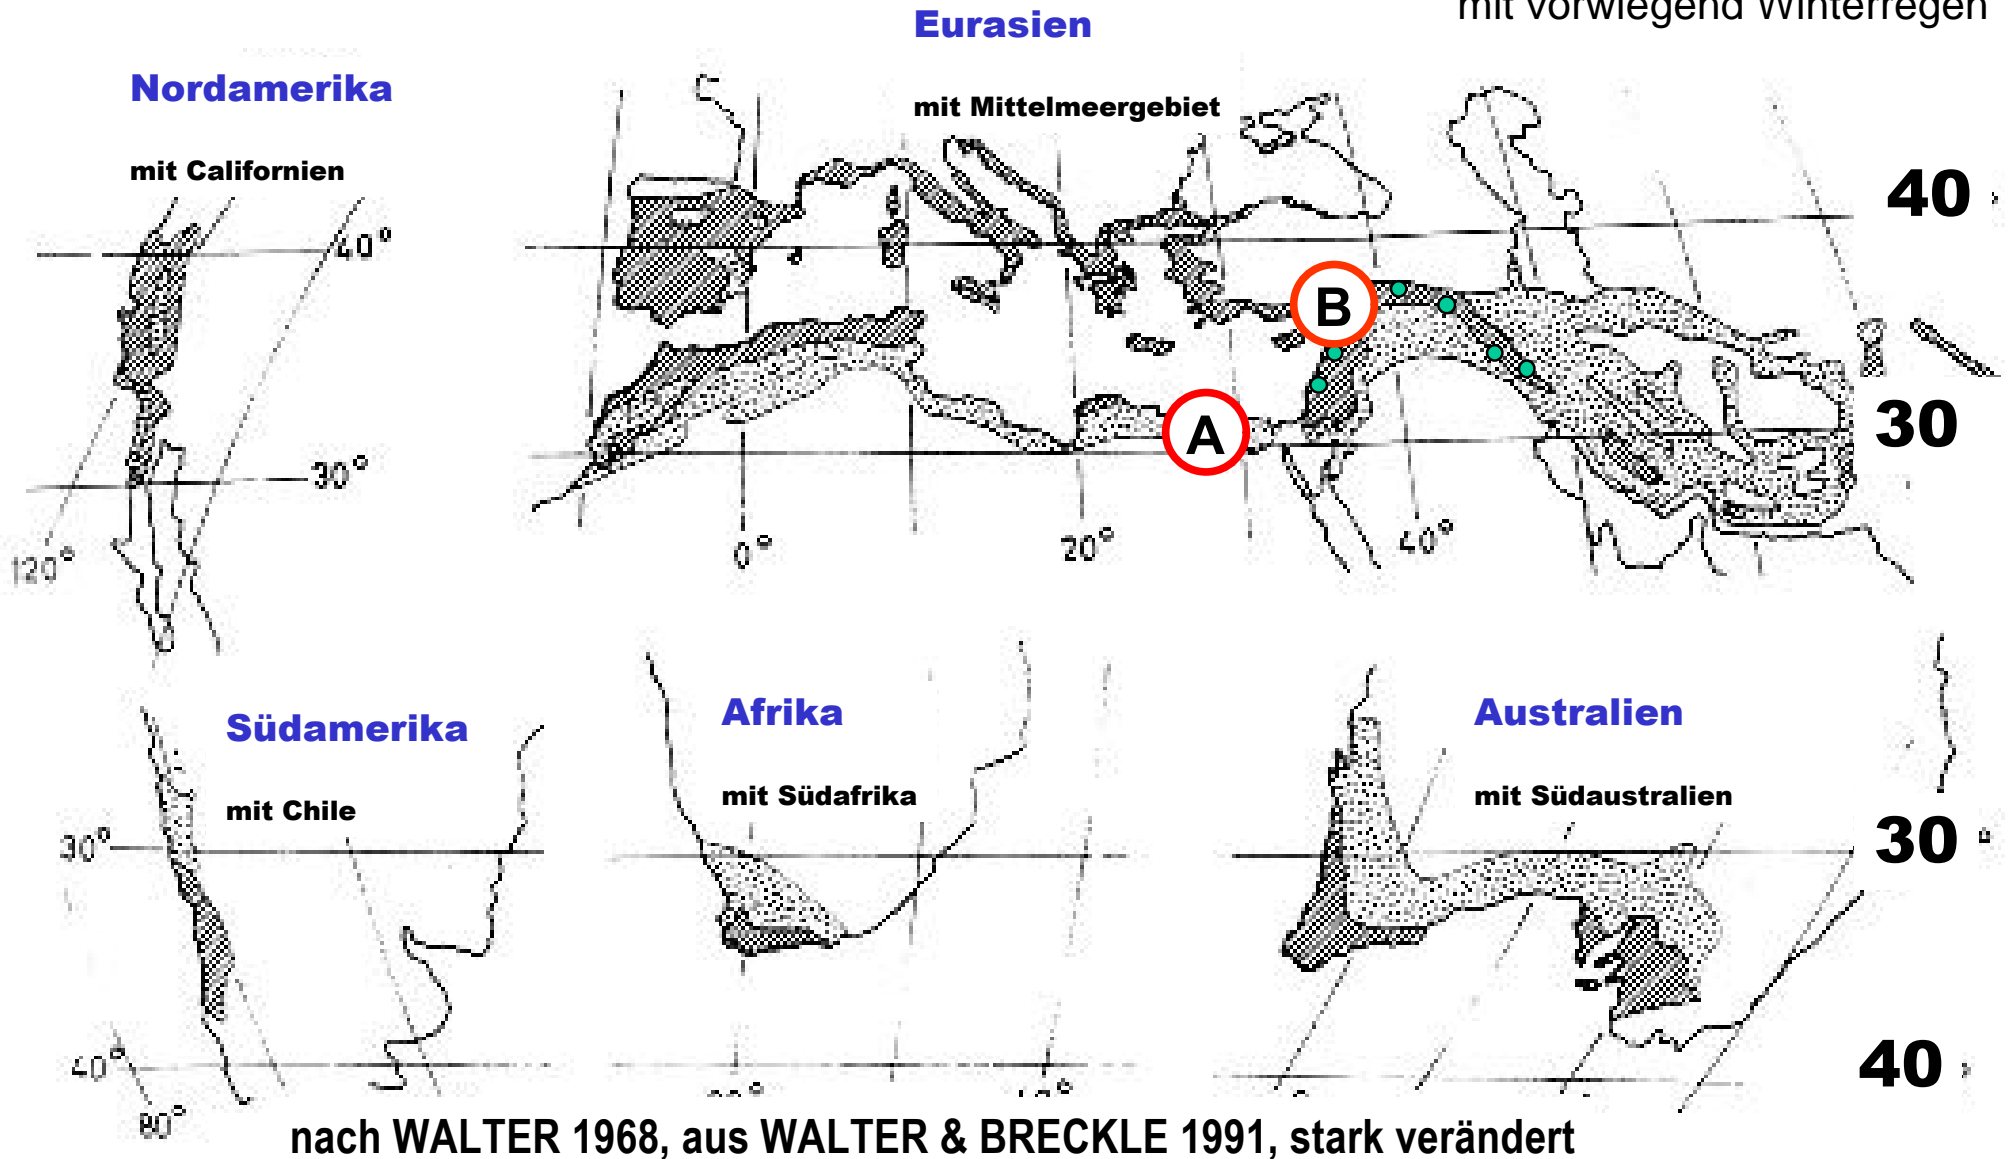 mit vorwiegend Winterregen
Eurasien
mit Mittelmeergebiet
Nordamerika
mit Californien
40°
30°
120°
B
A
0°
20°
40°
40
30
Südamerika
mit Chile
30°
40°
80°
Afrika
mit Südafrika
Australien
mit Südaustralien
30
40
nach WALTER 1968, aus WALTER & BRECKLE 1991, stark verändert